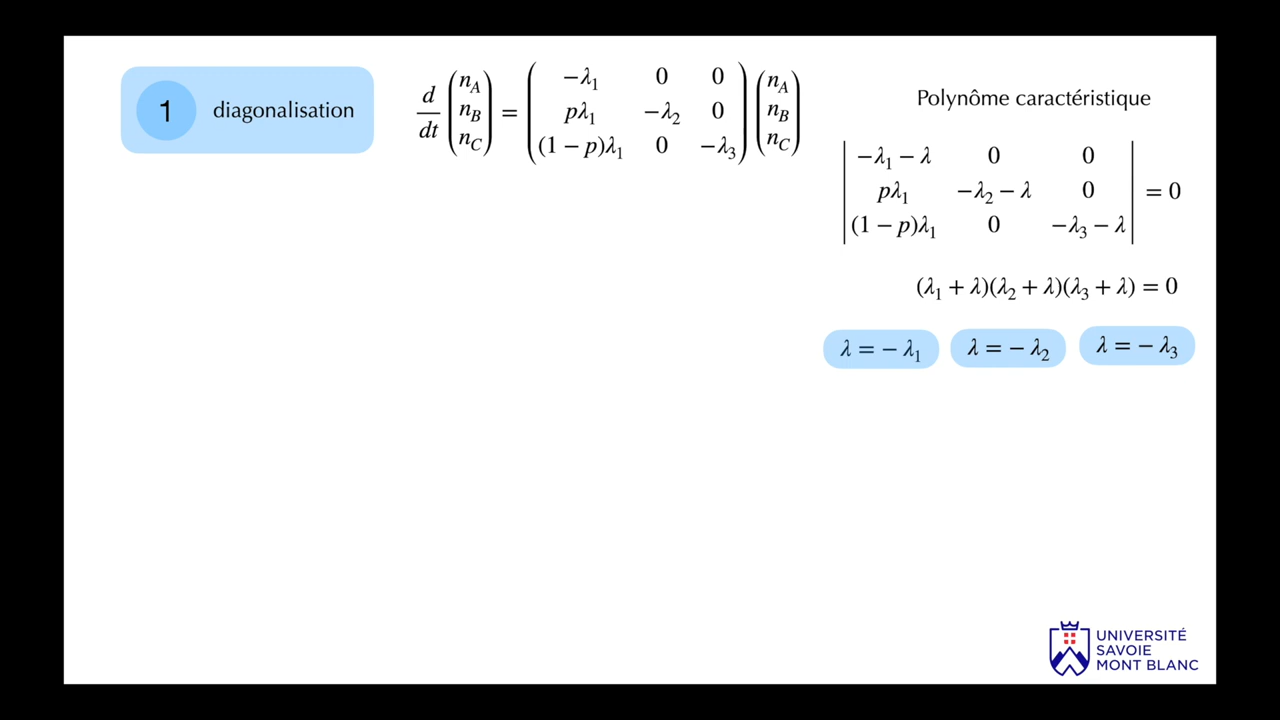 1 diagonalisation
d/dt (n_A n_B n_C) = (−λ₁ 0 0; pλ₁ −λ₂ 0; (1 − p)λ₁ 0 −λ₃) (n_A n_B n_C)
Polynôme caractéristique
|−λ₁ − λ 0 0; pλ₁ −λ₂ − λ 0; (1 − p)λ₁ 0 −λ₃ − λ| = 0
(λ₁ + λ)(λ₂ + λ)(λ₃ + λ) = 0
λ = − λ₁ λ = − λ₂ λ = − λ₃
UNIVERSITÉ
SAVOIE
MONT BLANC